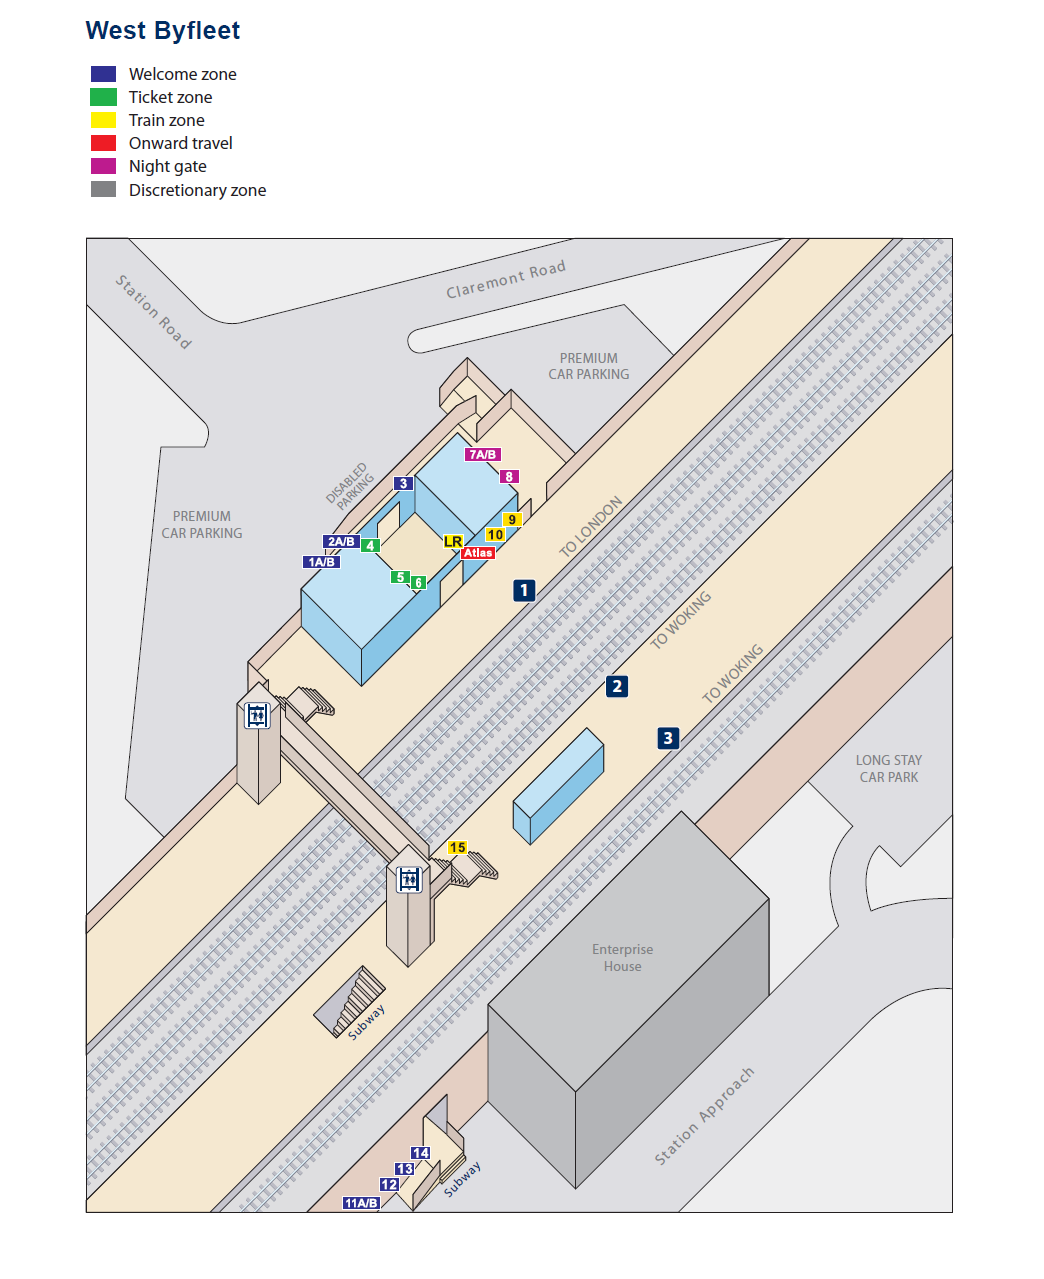 West Byfleet
Welcome zone
Ticket zone
Train zone
Onward travel
Night gate
Discretionary zone
Station Road
Claremont Road
PREMIUM
CAR PARKING
7A/B
8
DISABLED
PARKING
3
PREMIUM
CAR PARKING
9
10
LR
Atlas
2A/B
4
1A/B
5
6
TO LONDON
1
TO WOKING
2
TO WOKING
3
LONG STAY
CAR PARK
15
Enterprise
House
Subway
Station Approach
14
13
12
11A/B
Subway